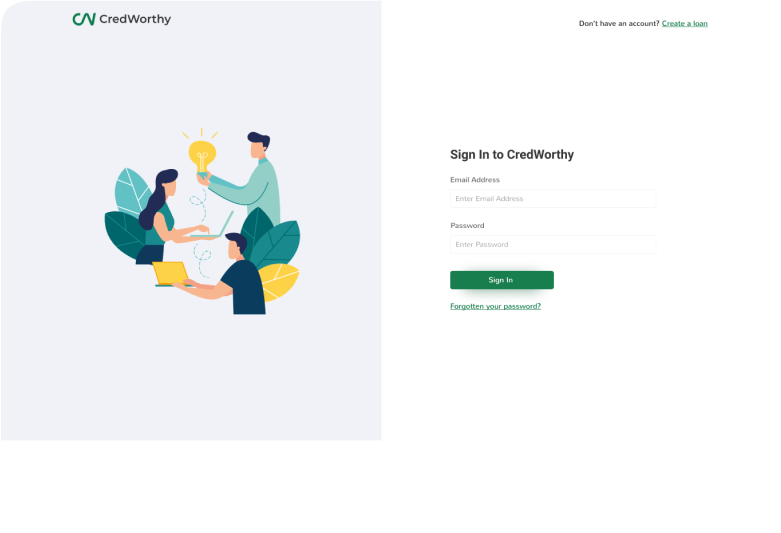 CredWorthy
Don't have an account? Create a loan
Sign In to CredWorthy
Email Address
Enter Email Address
Password
Enter Password
Sign In
Forgotten your password?